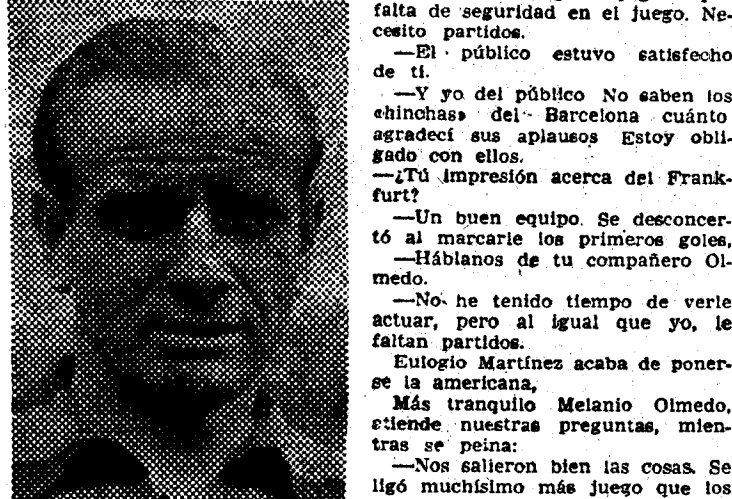 falta de seguridad en el juego. Ne-
cesito partidos.
—El público estuvo satisfecho
de ti.
—Y yo del público No saben los
chinchas» del Barcelona cuánto
agradecí sus aplausos Estoy obli-
gado con ellos.
—¿Tú impresión acerca del Frank-
furt?
—Un buen equipo. Se desconcer-
tó al marcarle los primeros goles,
—Háblanos de tu compañero Ol-
medo.
—No he tenido tiempo de verle
actuar, pero al igual que yo, le
faltan partidos.
Eulogio Martínez acaba de poner-
se la americana,
Más tranquilo Melanio Olmedo,
atiende nuestras preguntas, mien-
tras se peina:
—Nos salieron bien las cosas. Se
ligó muchísimo más juego que los